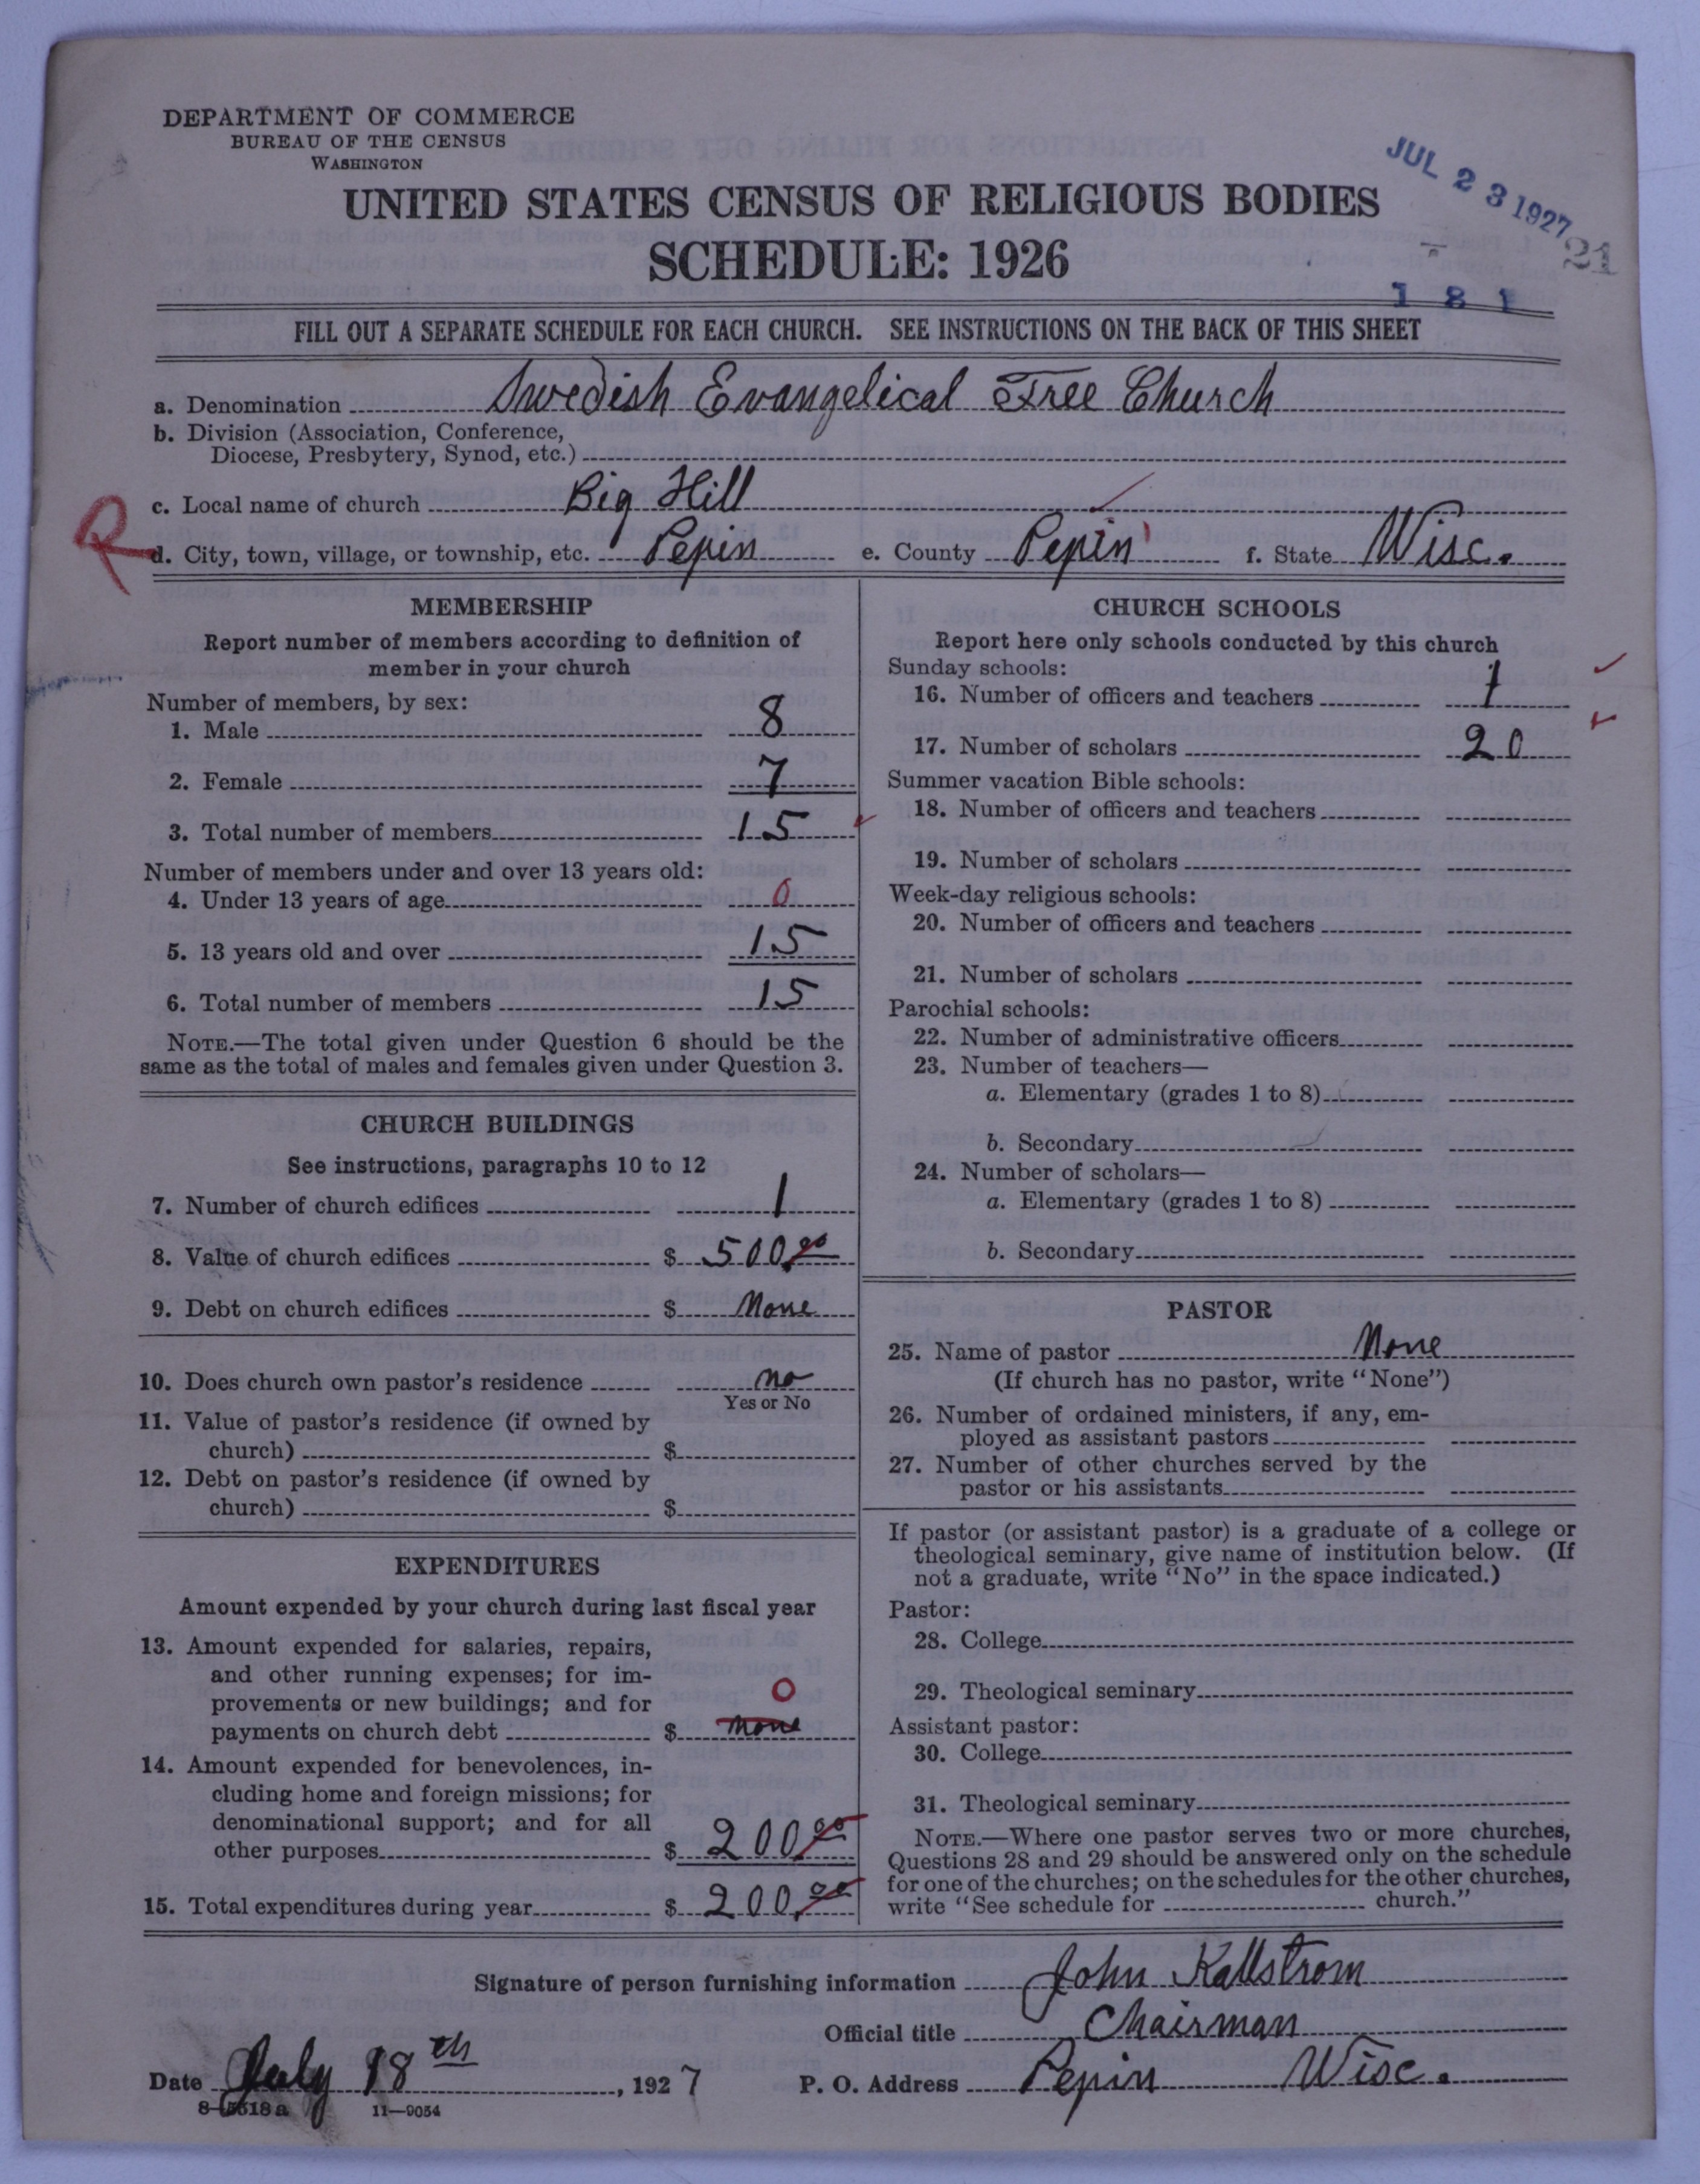 DEPARTMENT OF COMMERCE
BUREAU OF THE CENSUS
WASHINGTON
UNITED STATES CENSUS OF RELIGIOUS BODIES
SCHEDULE: 1926
JUL 23 1927
21
181
FILL OUT A SEPARATE SCHEDULE FOR EACH CHURCH. SEE INSTRUCTIONS ON THE BACK OF THIS SHEET
a. Denomination Swedish Evangelical Free Church
b. Division (Association, Conference,
Diocese, Presbytery, Synod, etc.)
c. Local name of church Big Hill
R
d. City, town, village, or township, etc. Pepin e. County Pepin f. State Wisc.
MEMBERSHIP
Report number of members according to definition of
member in your church
Number of members, by sex:
1. Male 8
2. Female 7
3. Total number of members 15
Number of members under and over 13 years old:
4. Under 13 years of age 0
5. 13 years old and over 15
6. Total number of members 15
NOTE.—The total given under Question 6 should be the
same as the total of males and females given under Question 3.
CHURCH BUILDINGS
See instructions, paragraphs 10 to 12
7. Number of church edifices 1
8. Value of church edifices $ 500.00
9. Debt on church edifices $ None
10. Does church own pastor's residence no
Yes or No
11. Value of pastor's residence (if owned by
church) $
12. Debt on pastor's residence (if owned by
church) $
EXPENDITURES
Amount expended by your church during last fiscal year
13. Amount expended for salaries, repairs,
and other running expenses; for im-
provements or new buildings; and for 0
payments on church debt $ None
14. Amount expended for benevolences, in-
cluding home and foreign missions; for
denominational support; and for all
other purposes $ 200.00
15. Total expenditures during year $ 200.00
CHURCH SCHOOLS
Report here only schools conducted by this church
Sunday schools:
16. Number of officers and teachers 1
17. Number of scholars 20
Summer vacation Bible schools:
18. Number of officers and teachers
19. Number of scholars
Week-day religious schools:
20. Number of officers and teachers
21. Number of scholars
Parochial schools:
22. Number of administrative officers
23. Number of teachers—
a. Elementary (grades 1 to 8)
b. Secondary
24. Number of scholars—
a. Elementary (grades 1 to 8)
b. Secondary
PASTOR
25. Name of pastor None
(If church has no pastor, write "None")
26. Number of ordained ministers, if any, em-
ployed as assistant pastors
27. Number of other churches served by the
pastor or his assistants
If pastor (or assistant pastor) is a graduate of a college or
theological seminary, give name of institution below. (If
not a graduate, write "No" in the space indicated.)
Pastor:
28. College
29. Theological seminary
Assistant pastor:
30. College
31. Theological seminary
NOTE.—Where one pastor serves two or more churches,
Questions 28 and 29 should be answered only on the schedule
for one of the churches; on the schedules for the other churches,
write "See schedule for church."
Signature of person furnishing information John Kallstrom
Official title Chairman
Date July 18th, 1927 P. O. Address Pepin Wisc.
8-5518a 11—9054